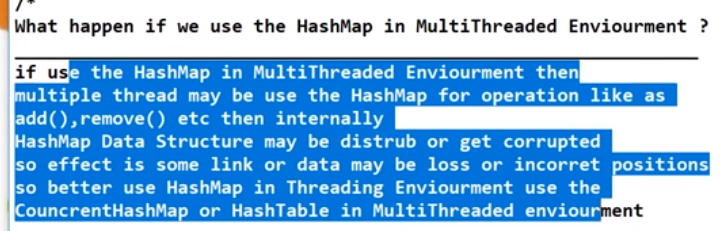 /*
What happen if we use the HashMap in MultiThreaded Enviourment ?
if use the HashMap in MultiThreaded Enviourment then
multiple thread may be use the HashMap for operation like as
add(),remove() etc then internally
HashMap Data Structure may be distrub or get corrupted
so effect is some link or data may be loss or incorret positions
so better use HashMap in Threading Enviourment use the
CouncrentHashMap or HashTable in MultiThreaded enviourment